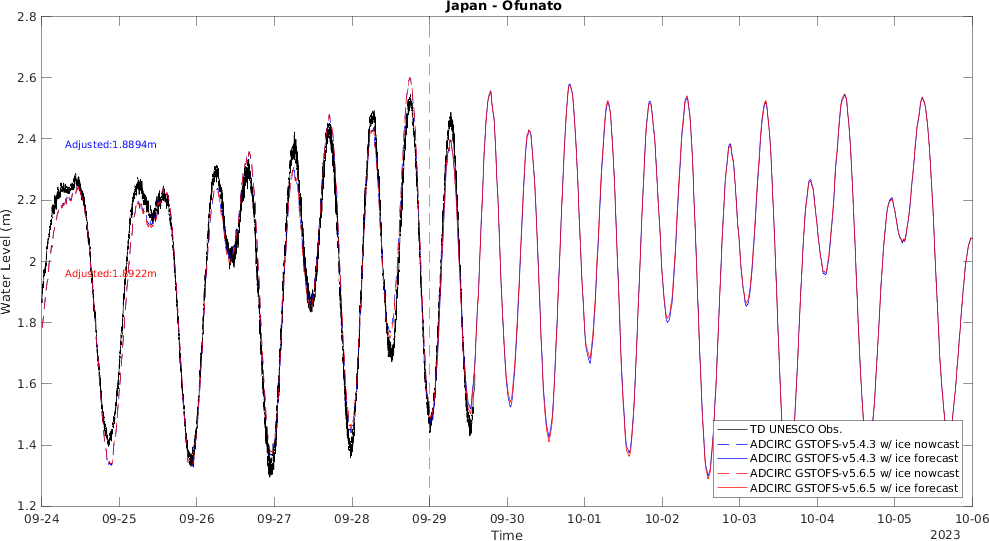 Japan - Ofunato
2.8
2.6
2.4
2.2
2
1.8
1.6
1.4
1.2
Water Level (m)
Adjusted:1.8894m
Adjusted:1.8922m
TD UNESCO Obs.
ADCIRC GSTOFS-v5.4.3 w/ ice nowcast
ADCIRC GSTOFS-v5.4.3 w/ ice forecast
ADCIRC GSTOFS-v5.6.5 w/ ice nowcast
ADCIRC GSTOFS-v5.6.5 w/ ice forecast
09-24 09-25 09-26 09-27 09-28 09-29 09-30 10-01 10-02 10-03 10-04 10-05 10-06
Time
2023